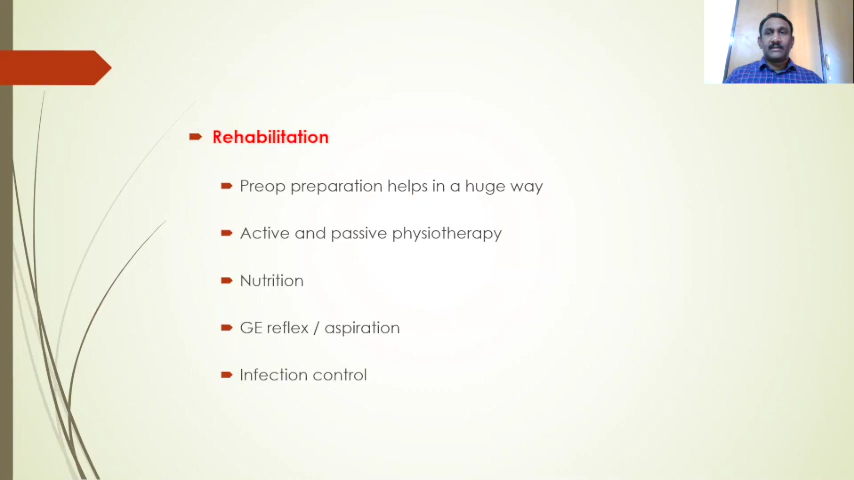 Rehabilitation
Preop preparation helps in a huge way
Active and passive physiotherapy
Nutrition
GE reflex / aspiration
Infection control